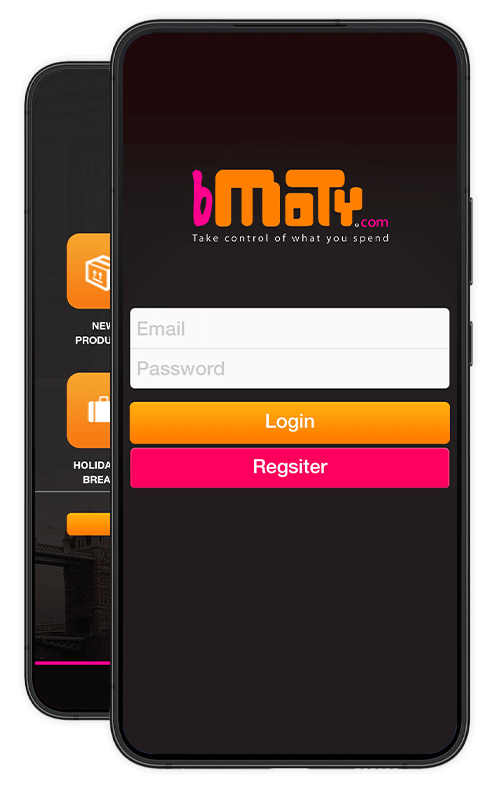 bMoTy.com
Take control of what you spend
Email
Password
Login
Regsiter
NEW
PRODU
HOLIDA
BREA